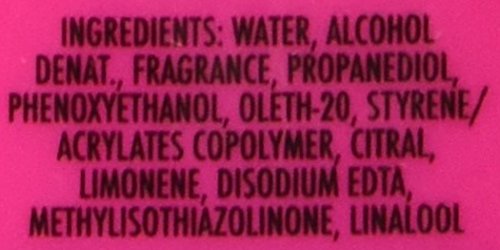 INGREDIENTS: WATER, ALCOHOL
DENAT., FRAGRANCE, PROPANEDIOL,
PHENOXYETHANOL, OLETH-20, STYRENE/
ACRYLATES COPOLYMER, CITRAL,
LIMONENE, DISODIUM EDTA,
METHYLISOTHIAZOLINONE, LINALOOL